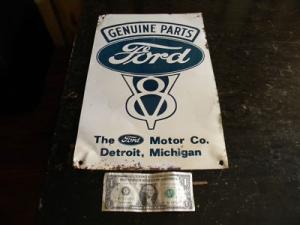 GENUINE PARTS
Ford
V8
The Ford Motor Co.
Detroit, Michigan